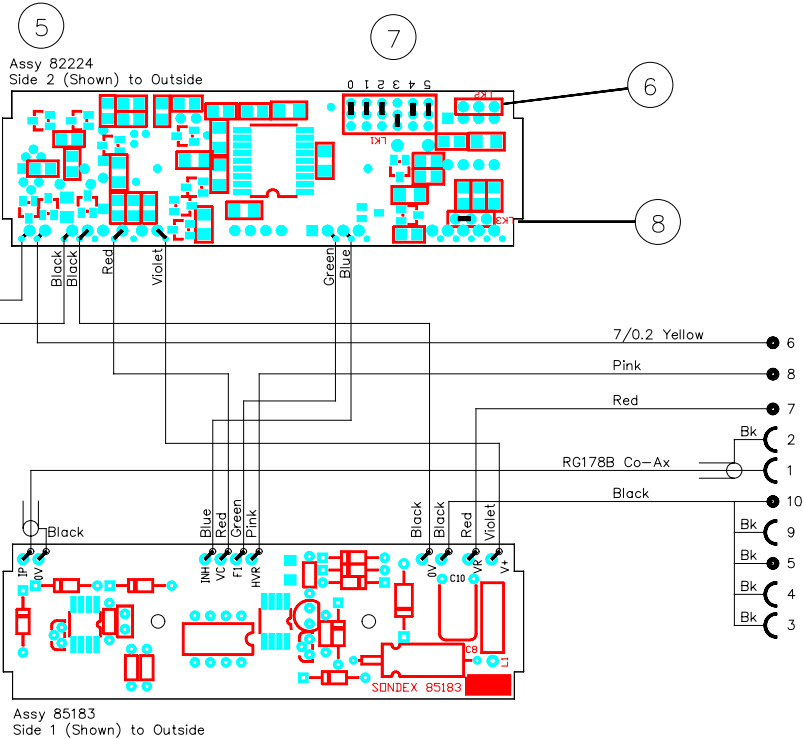 5
7
Assy 82224
Side 2 (Shown) to Outside
0 1 2 3 4 5
LK1
LKP
6
LK3
8
Black
Black
Red
Violet
Green
Blue
7/0.2 Yellow
6
Pink
8
Red
7
Bk
2
RG178B Co-Ax
1
Black
10
Bk
9
Bk
5
Bk
4
Bk
3
Black
Blue
Red
Green
Pink
Black
Black
Red
Violet
IP
0V
INH
VC
F1
HVR
0V
VR
V+
C10
C8
L1
SONDEX 85183
Assy 85183
Side 1 (Shown) to Outside